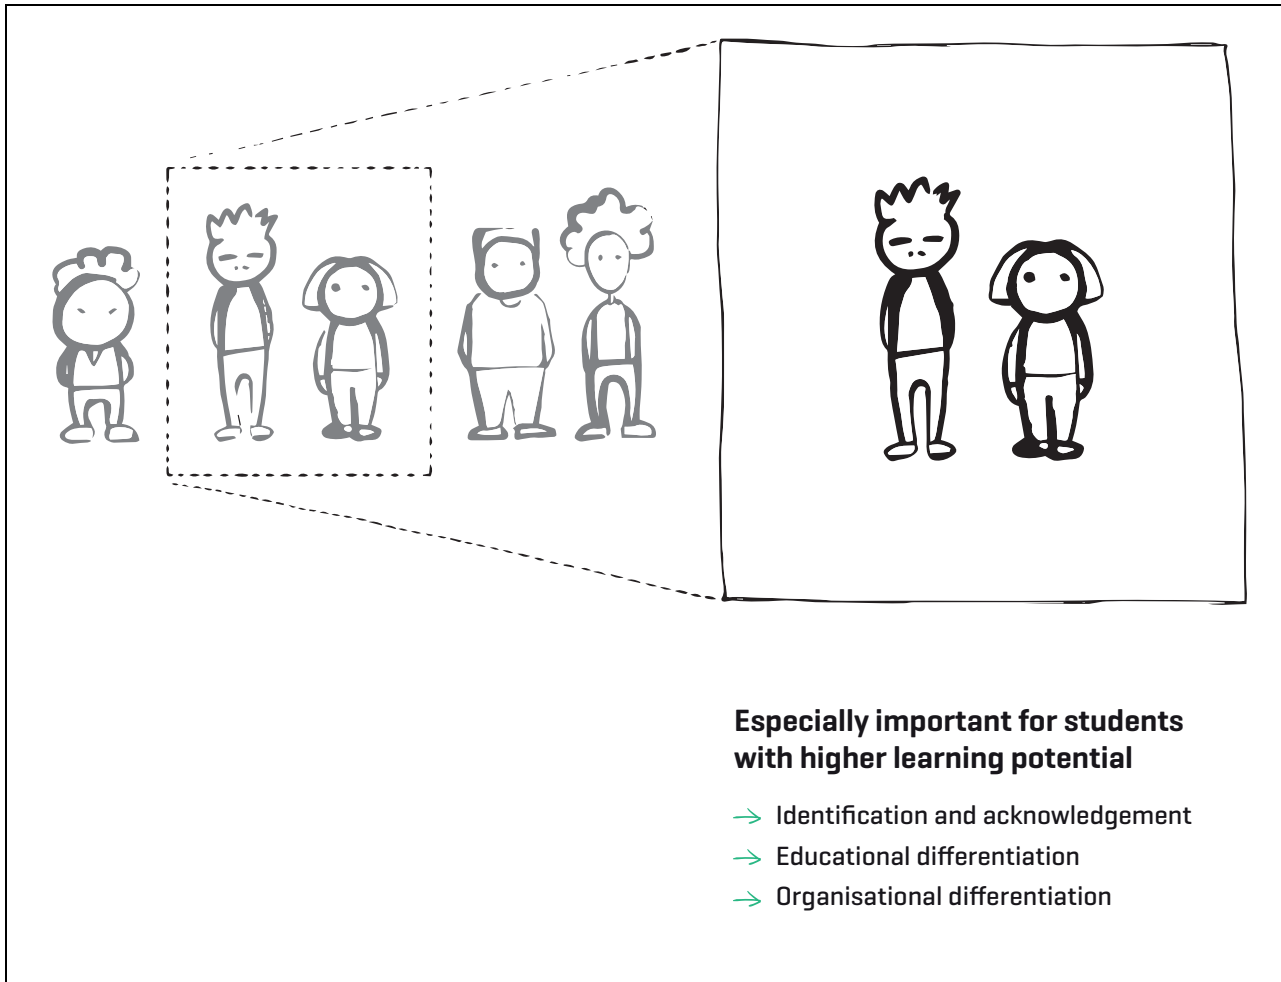 Especially important for students
with higher learning potential
→ Identification and acknowledgement
→ Educational differentiation
→ Organisational differentiation